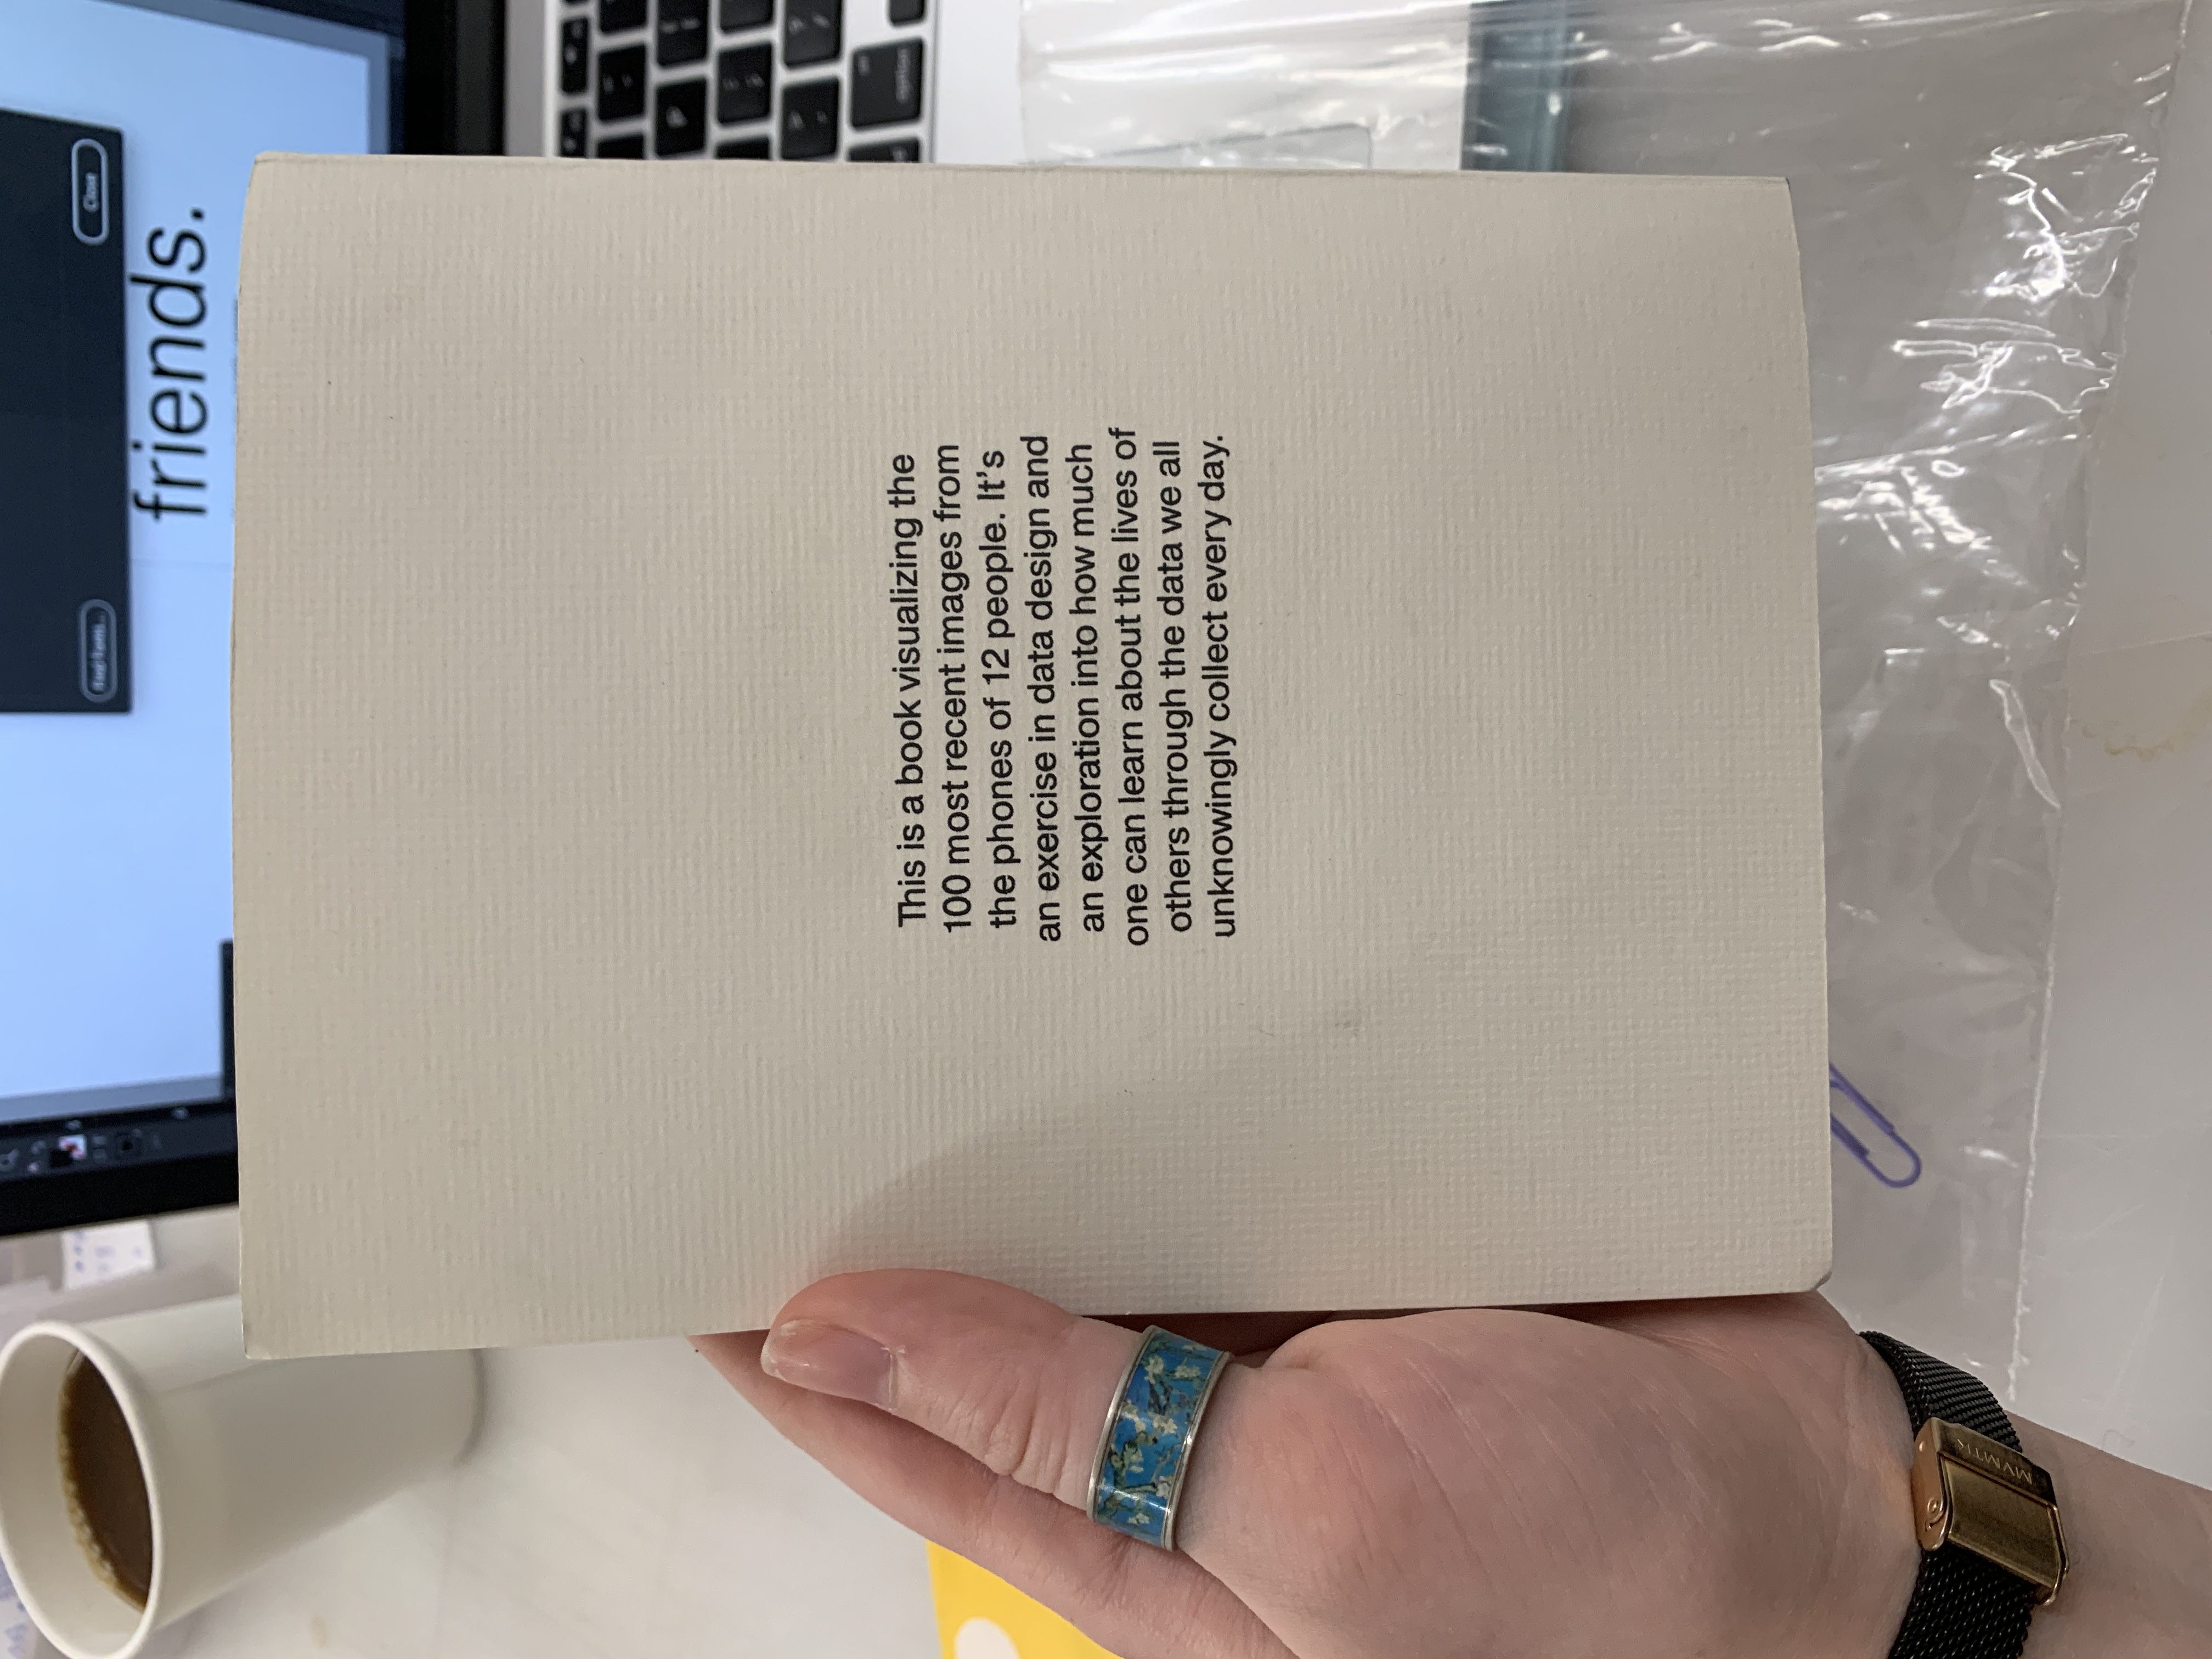 Find Fonts...
Close
friends.
This is a book visualizing the
100 most recent images from
the phones of 12 people. It's
an exercise in data design and
an exploration into how much
one can learn about the lives of
others through the data we all
unknowingly collect every day.
P
option
MVMT